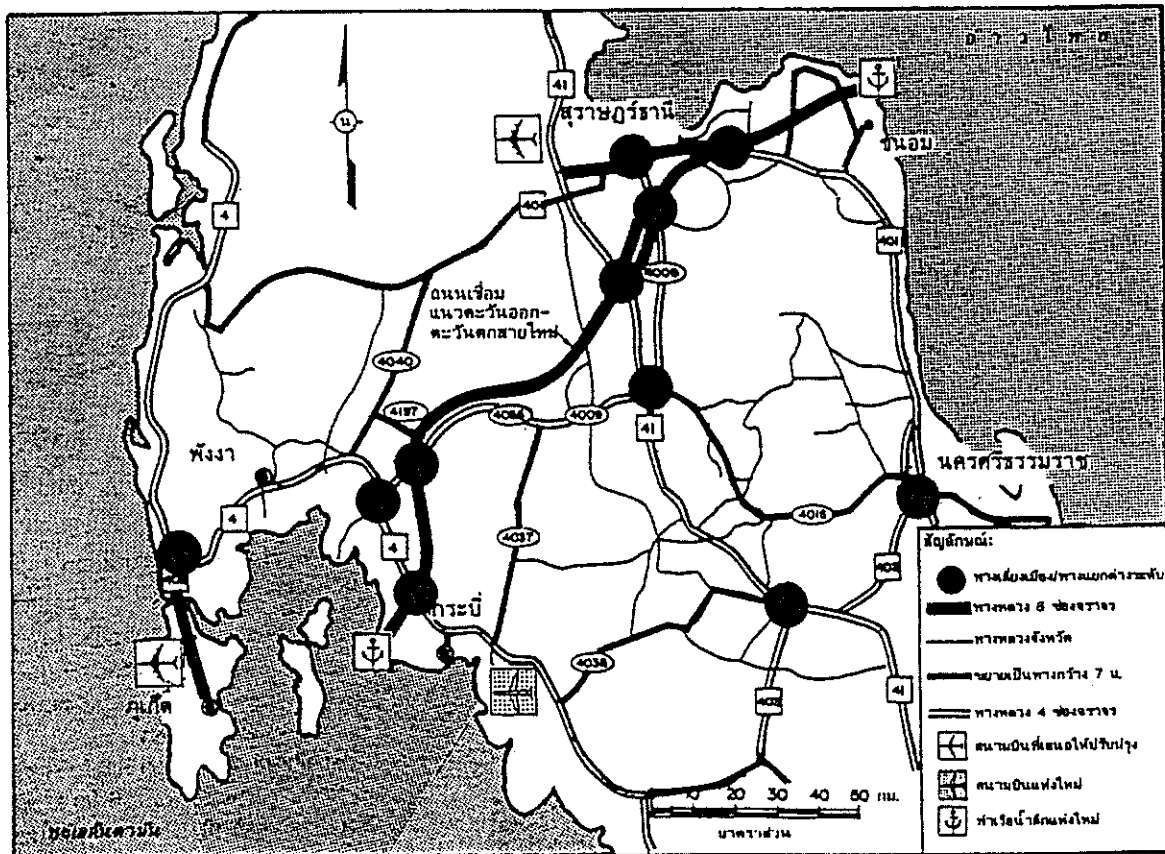 อ่าวไทย
41
สุราษฎร์ธานี
ขนอม
น
4
401
401
4009
ถนนเชื่อม
แนวตะวันออก-
ตะวันตกสายใหม่
4040
4197
4009
41
พังงา
นครศรีธรรมราช
4
4016
4
4037
403
กระบี่
4038
ภูเก็ต
403
41
10 20 30 40 50 กม.
มาตราส่วน
ทะเลอันดามัน
สัญลักษณ์:
ทางเลี่ยงเมือง/ทางแยกต่างระดับ
ทางหลวง 6 ช่องจราจร
ทางหลวงจังหวัด
ขยายเป็นทางกว้าง 7 ม.
ทางหลวง 4 ช่องจราจร
สนามบินที่เสนอให้ปรับปรุง
สนามบินแห่งใหม่
ท่าเรือน้ำลึกแห่งใหม่